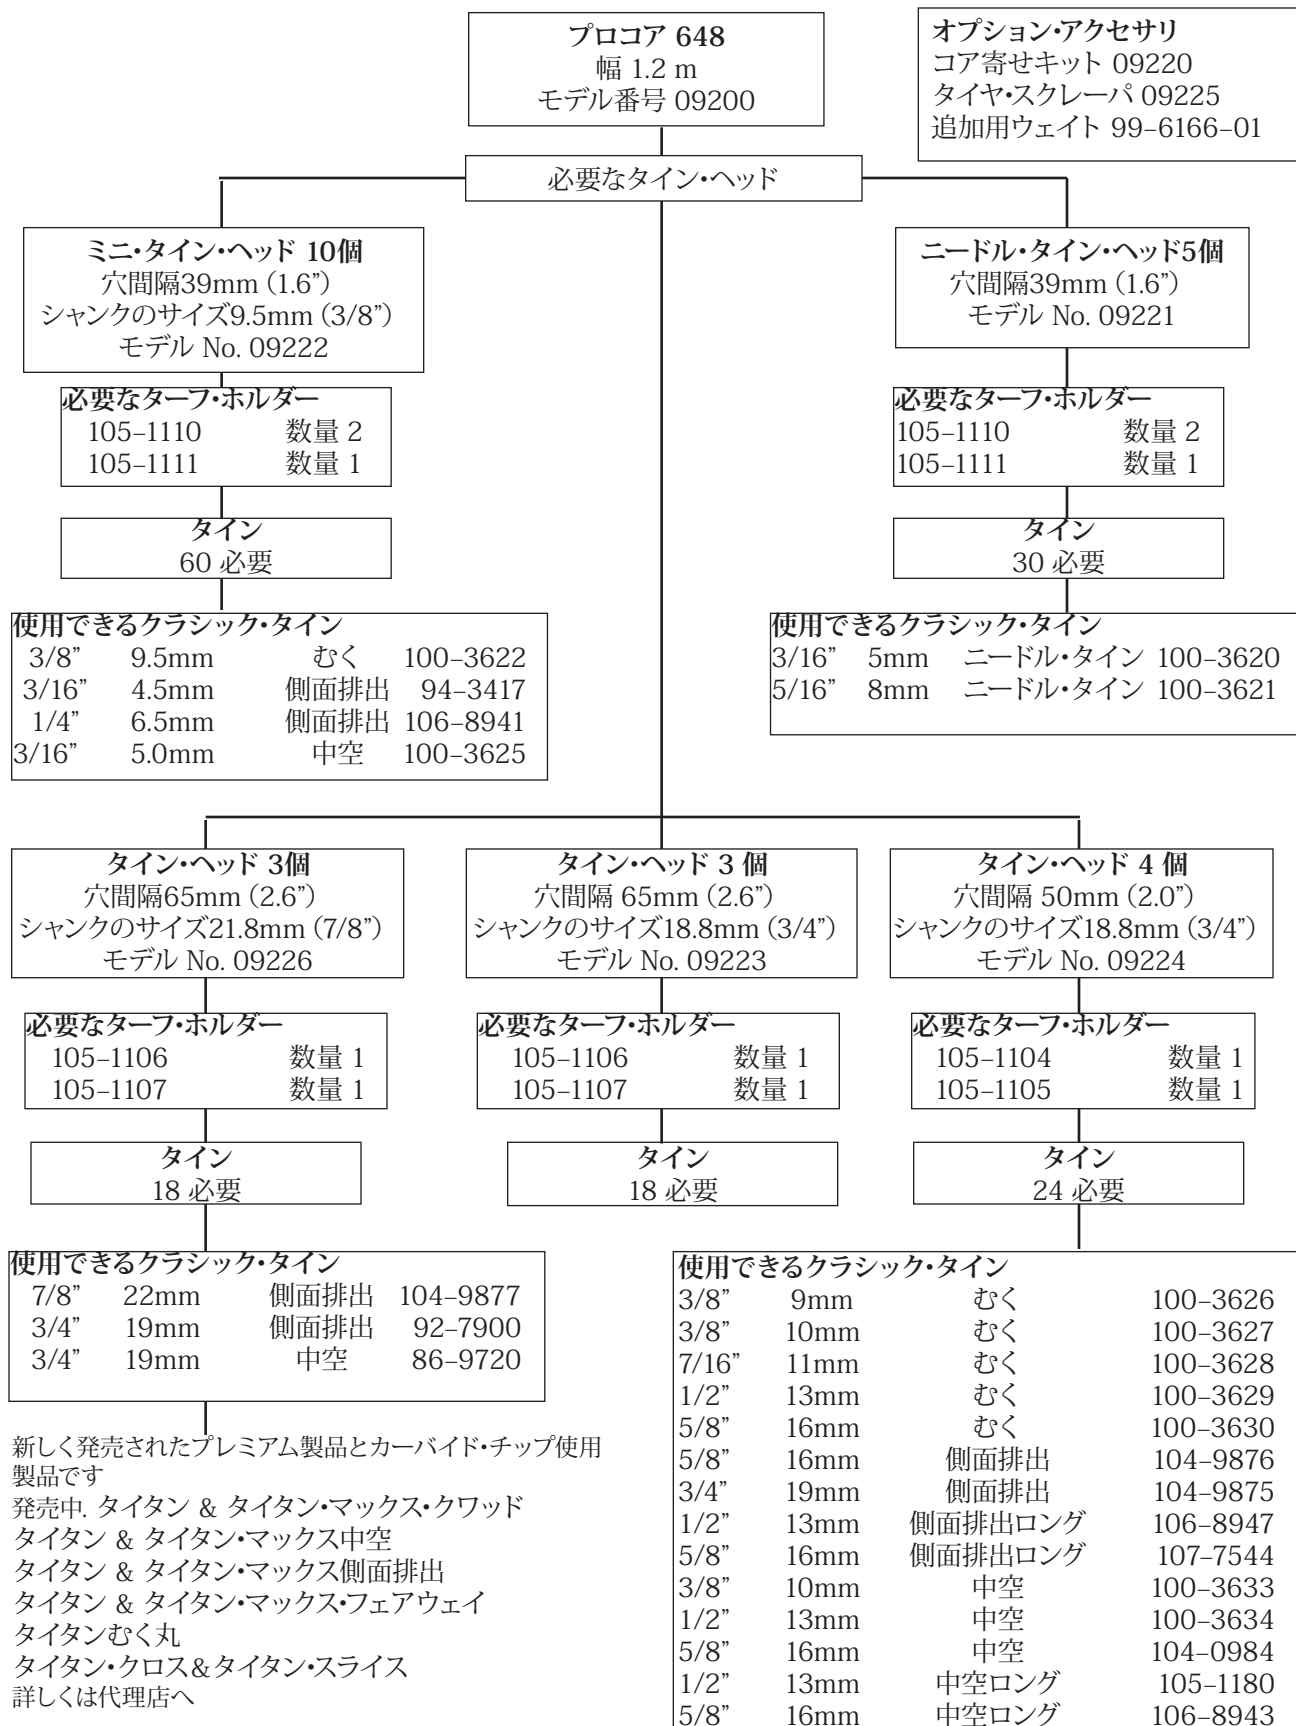 プロコア 648
幅 1.2 m
モデル番号 09200
オプション・アクセサリ
コア寄せキット 09220
タイヤ・スクレーパ 09225
追加用ウェイト 99–6166–01
必要なタイン・ヘッド
ミニ・タイン・ヘッド 10個
穴間隔39mm (1.6”)
シャンクのサイズ9.5mm (3/8”)
モデル No. 09222
必要なターフ・ホルダー
105–1110 数量 2
105–1111 数量 1
タイン
60 必要
使用できるクラシック・タイン
3/8” 9.5mm むく 100–3622
3/16” 4.5mm 側面排出 94–3417
1/4” 6.5mm 側面排出 106–8941
3/16” 5.0mm 中空 100–3625
ニードル・タイン・ヘッド5個
穴間隔39mm (1.6”)
モデル No. 09221
必要なターフ・ホルダー
105–1110 数量 2
105–1111 数量 1
タイン
30 必要
使用できるクラシック・タイン
3/16” 5mm ニードル・タイン 100–3620
5/16” 8mm ニードル・タイン 100–3621
タイン・ヘッド 3個
穴間隔65mm (2.6”)
シャンクのサイズ21.8mm (7/8”)
モデル No. 09226
必要なターフ・ホルダー
105–1106 数量 1
105–1107 数量 1
タイン
18 必要
使用できるクラシック・タイン
7/8” 22mm 側面排出 104–9877
3/4” 19mm 側面排出 92–7900
3/4” 19mm 中空 86–9720
新しく発売されたプレミアム製品とカーバイド・チップ使用
製品です
発売中. タイタン & タイタン・マックス・クワッド
タイタン & タイタン・マックス中空
タイタン & タイタン・マックス側面排出
タイタン & タイタン・マックス・フェアウェイ
タイタンむく丸
タイタン・クロス&タイタン・スライス
詳しくは代理店へ
タイン・ヘッド 3 個
穴間隔 65mm (2.6”)
シャンクのサイズ18.8mm (3/4”)
モデル No. 09223
必要なターフ・ホルダー
105–1106 数量 1
105–1107 数量 1
タイン
18 必要
タイン・ヘッド 4 個
穴間隔 50mm (2.0”)
シャンクのサイズ18.8mm (3/4”)
モデル No. 09224
必要なターフ・ホルダー
105–1104 数量 1
105–1105 数量 1
タイン
24 必要
使用できるクラシック・タイン
3/8” 9mm むく 100–3626
3/8” 10mm むく 100–3627
7/16” 11mm むく 100–3628
1/2” 13mm むく 100–3629
5/8” 16mm むく 100–3630
5/8” 16mm 側面排出 104–9876
3/4” 19mm 側面排出 104–9875
1/2” 13mm 側面排出ロング 106–8947
5/8” 16mm 側面排出ロング 107–7544
3/8” 10mm 中空 100–3633
1/2” 13mm 中空 100–3634
5/8” 16mm 中空 104–0984
1/2” 13mm 中空ロング 105–1180
5/8” 16mm 中空ロング 106–8943